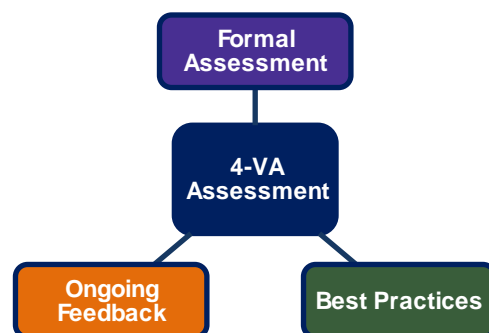 Formal
Assessment
4-VA
Assessment
Ongoing
Feedback
Best Practices